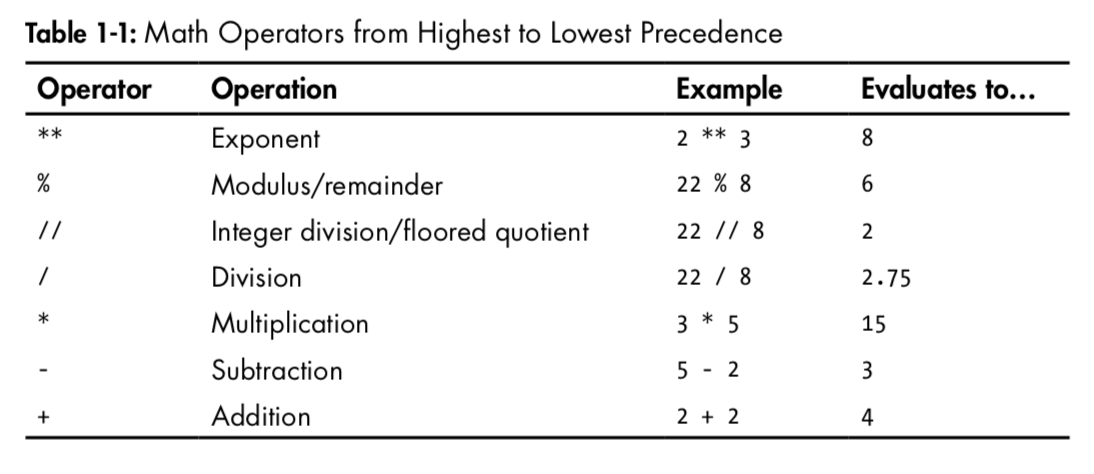 Table 1-1: Math Operators from Highest to Lowest Precedence
Operator Operation Example Evaluates to...
** Exponent 2 ** 3 8
% Modulus/remainder 22 % 8 6
// Integer division/floored quotient 22 // 8 2
/ Division 22 / 8 2.75
* Multiplication 3 * 5 15
- Subtraction 5 - 2 3
+ Addition 2 + 2 4